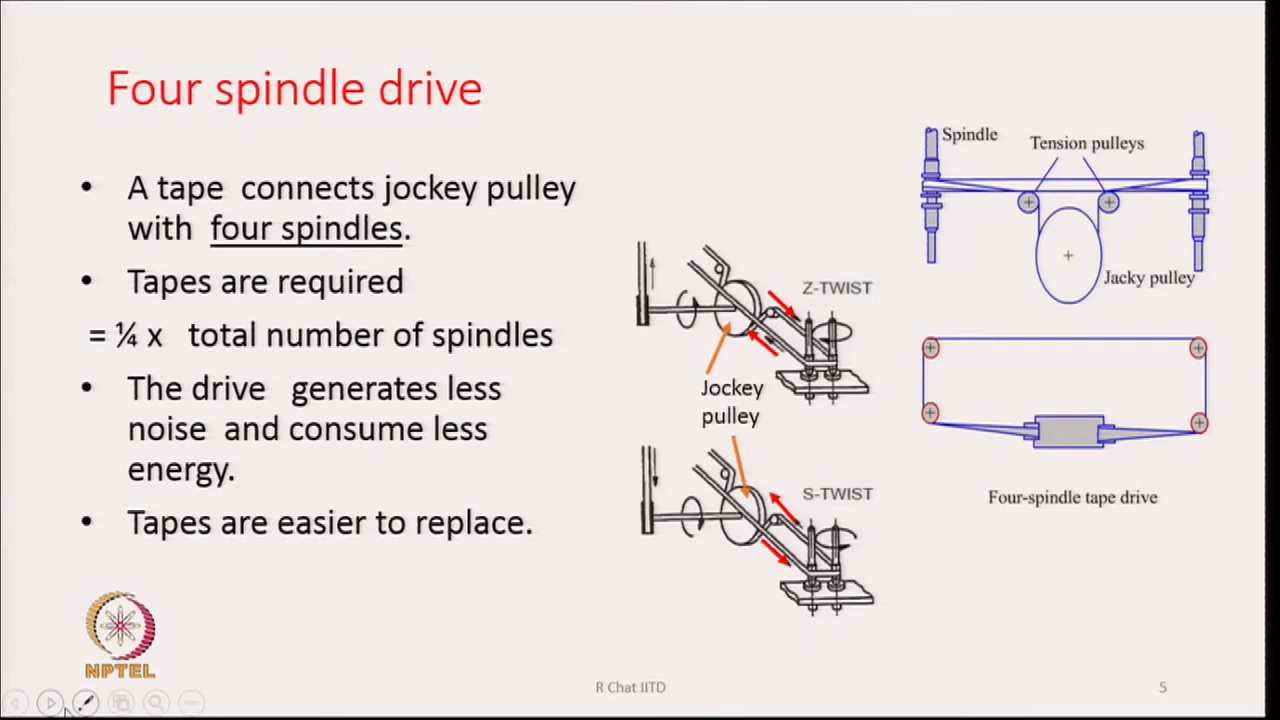 Four spindle drive
• A tape connects jockey pulley
with four spindles.
• Tapes are required
= ¼ x total number of spindles
• The drive generates less
noise and consume less
energy.
• Tapes are easier to replace.
Z-TWIST
Jockey
pulley
S-TWIST
Spindle
Tension pulleys
Jacky pulley
Four-spindle tape drive
NPTEL
R Chat IITD
5